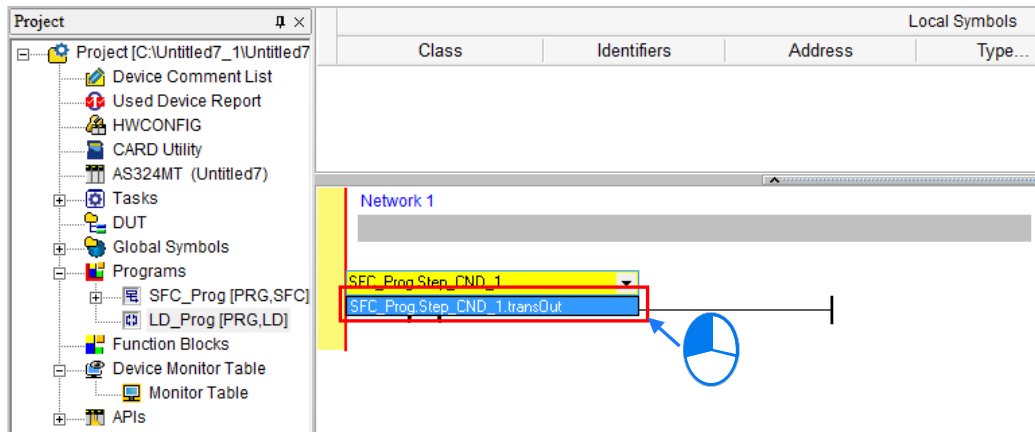 Project
Project [C:\Untitled7_1\Untitled7
Device Comment List
Used Device Report
HWCONFIG
CARD Utility
AS324MT (Untitled7)
Tasks
DUT
Global Symbols
Programs
SFC_Prog [PRG,SFC]
LD_Prog [PRG,LD]
Function Blocks
Device Monitor Table
Monitor Table
APIs
Local Symbols
Class Identifiers Address Type...
Network 1
SFC_Prog.Step_CND_1
SFC_Prog.Step_CND_1.transOut